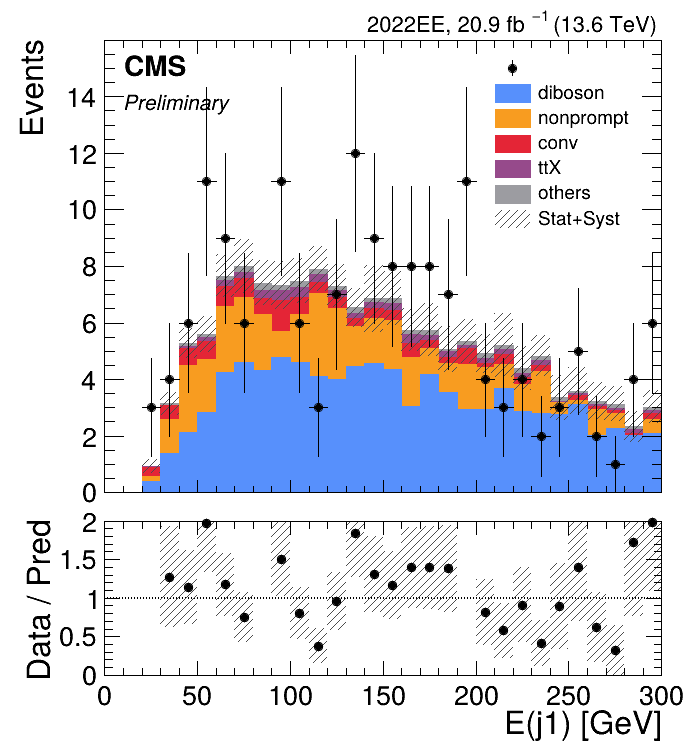 2022EE, 20.9 fb⁻¹ (13.6 TeV)
CMS
Preliminary
Events
14
12
10
8
6
4
2
0
diboson
nonprompt
conv
ttX
others
Stat+Syst
Data / Pred
2
1.5
1
0.5
0
0 50 100 150 200 250 300
E(j1) [GeV]